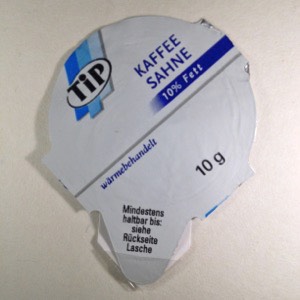 TiP
KAFFEE
SAHNE
10% Fett
wärmebehandelt
10 g
Mindestens
haltbar bis:
siehe
Rückseite
Lasche